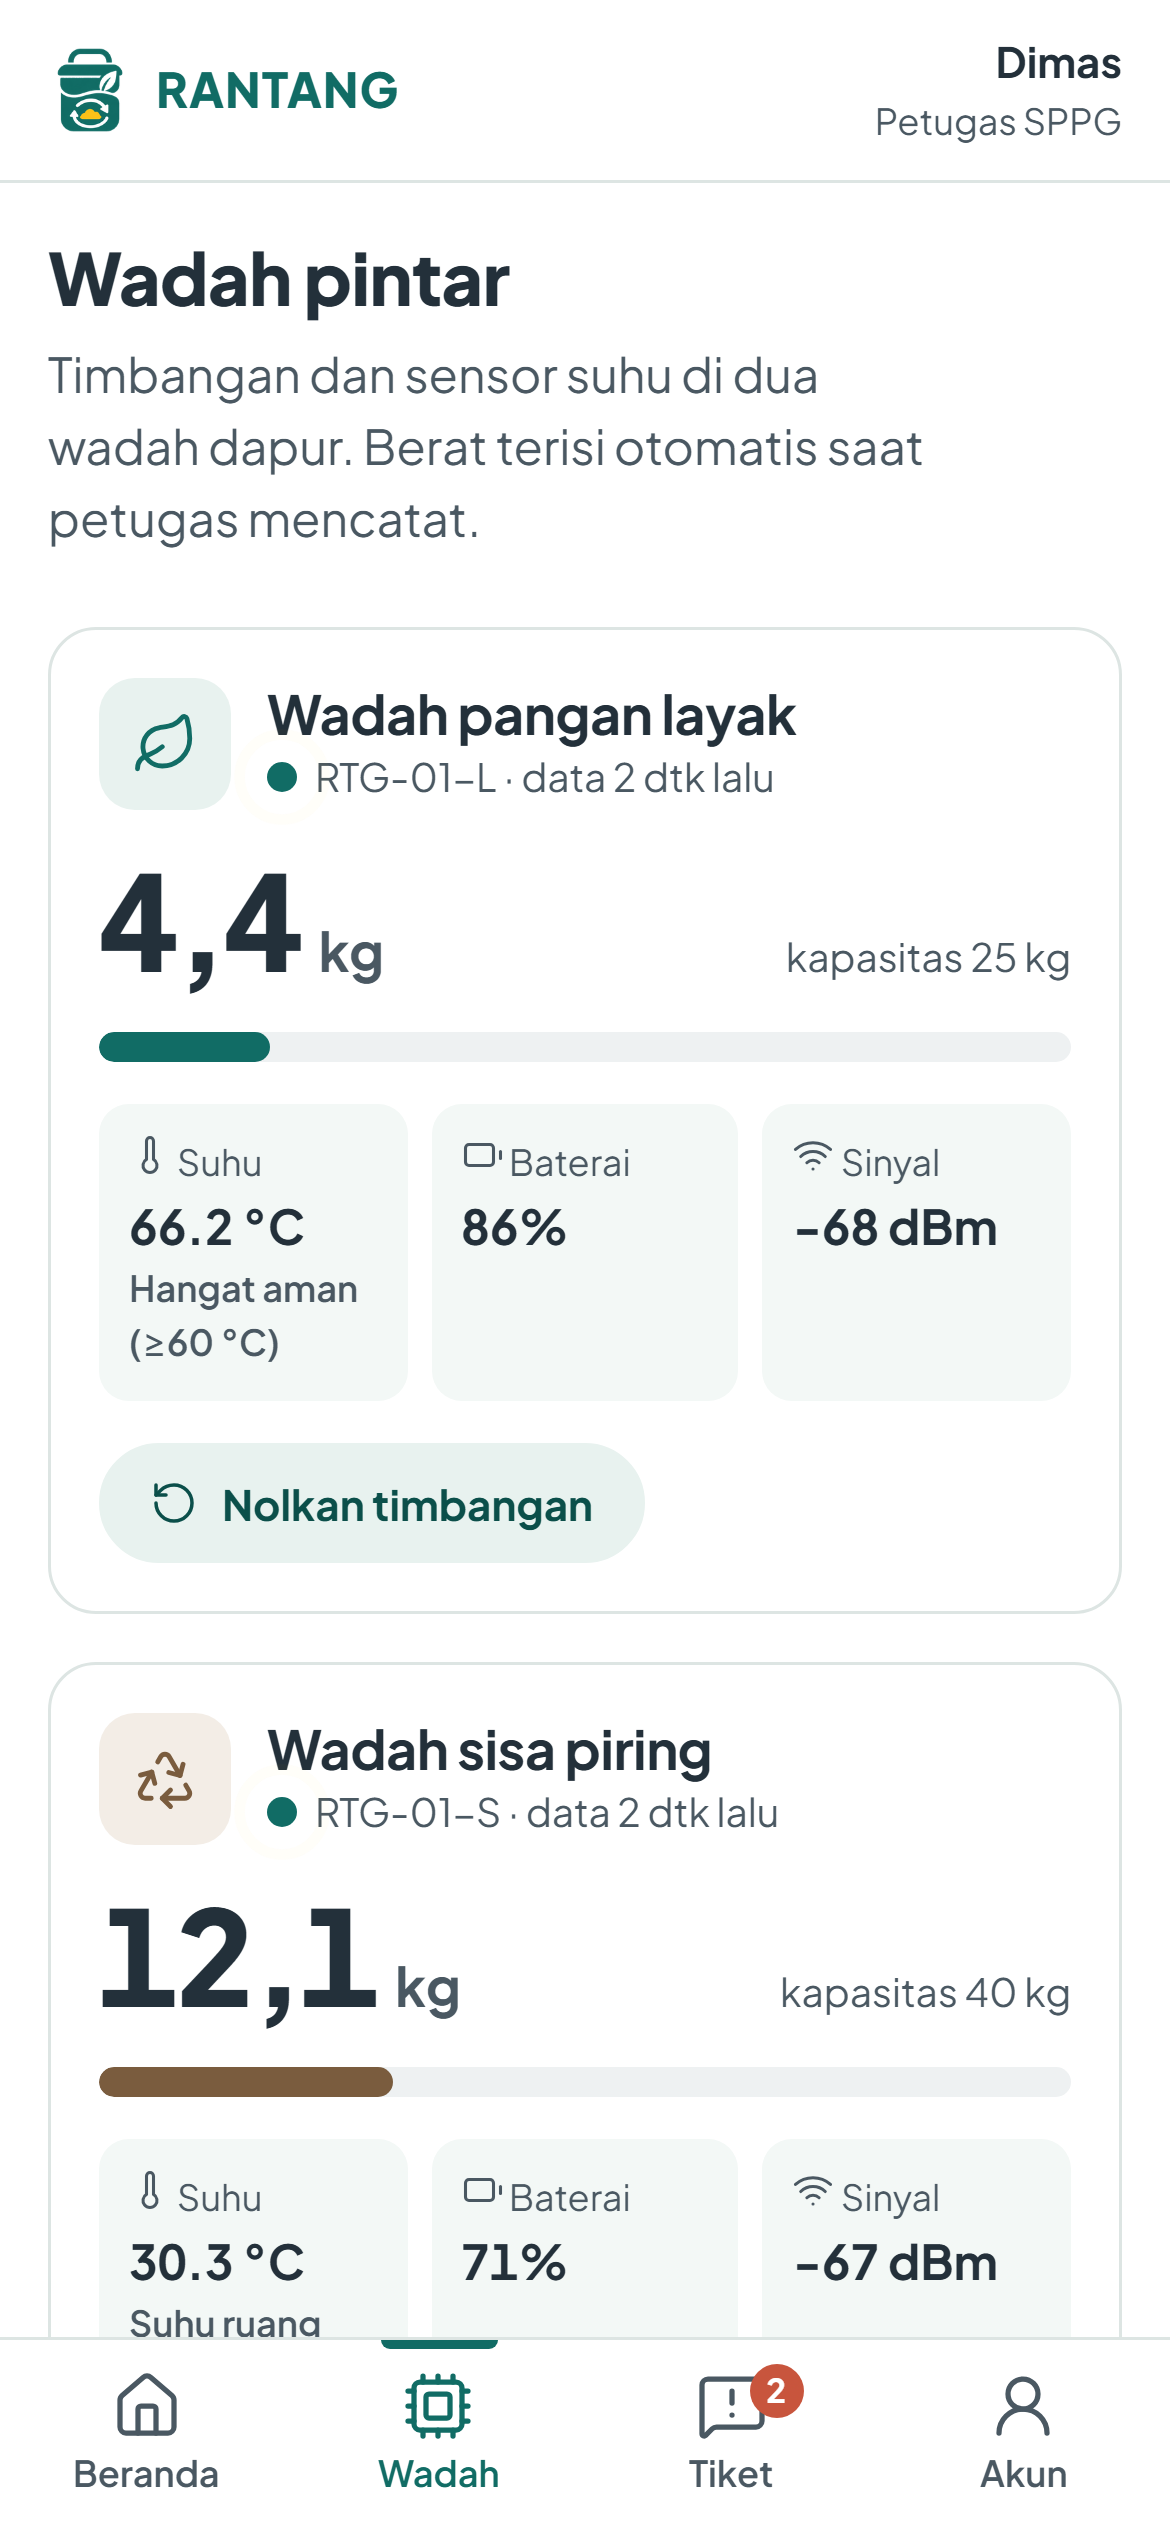 RANTANG
Dimas
Petugas SPPG
Wadah pintar
Timbangan dan sensor suhu di dua
wadah dapur. Berat terisi otomatis saat
petugas mencatat.
Wadah pangan layak
RTG-01-L · data 2 dtk lalu
4,4 kg
kapasitas 25 kg
Suhu
66.2 °C
Hangat aman
(≥60 °C)
Baterai
86%
Sinyal
-68 dBm
Nolkan timbangan
Wadah sisa piring
RTG-01-S · data 2 dtk lalu
12,1 kg
kapasitas 40 kg
Suhu
30.3 °C
Suhu ruang
Baterai
71%
Sinyal
-67 dBm
Beranda
Wadah
2
Tiket
Akun